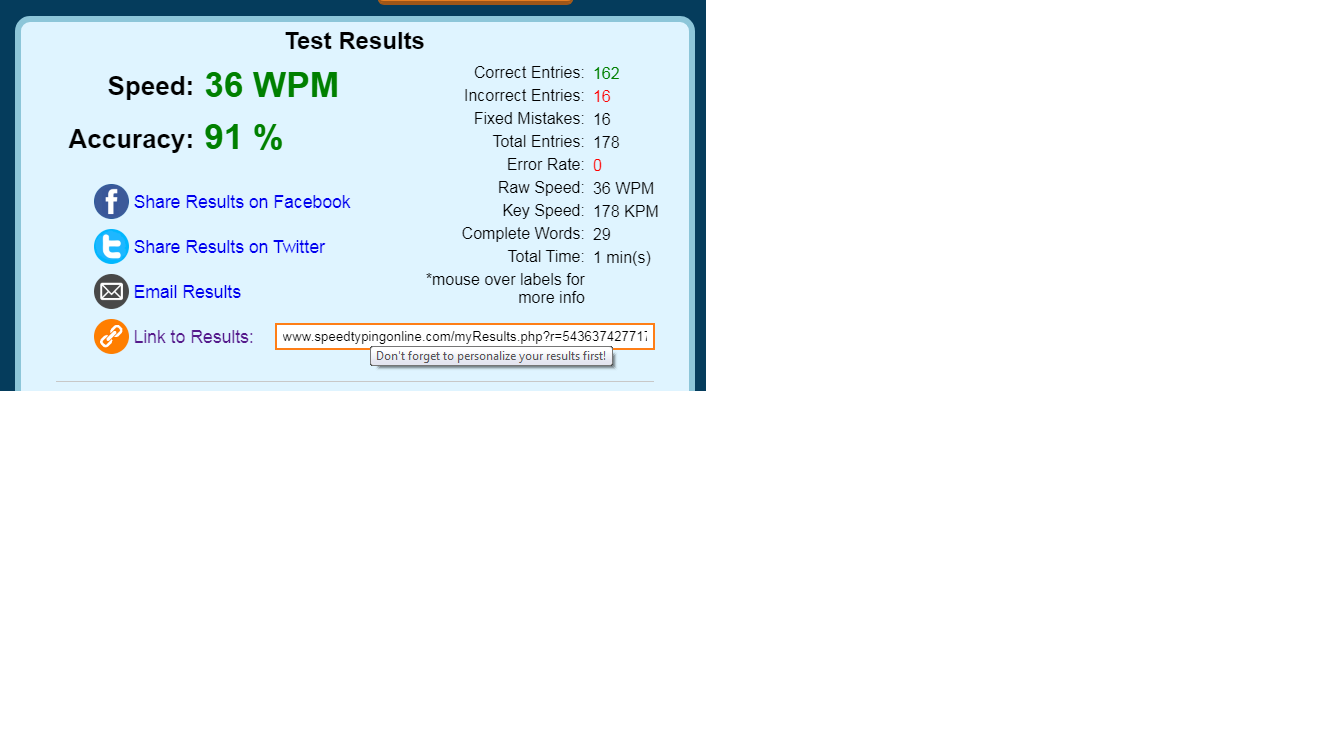 Test Results
Speed: 36 WPM
Accuracy: 91 %
Share Results on Facebook
Share Results on Twitter
Email Results
Link to Results: www.speedtypingonline.com/myResults.php?r=54363742771
Don't forget to personalize your results first!
Correct Entries: 162
Incorrect Entries: 16
Fixed Mistakes: 16
Total Entries: 178
Error Rate: 0
Raw Speed: 36 WPM
Key Speed: 178 KPM
Complete Words: 29
Total Time: 1 min(s)
*mouse over labels for
more info